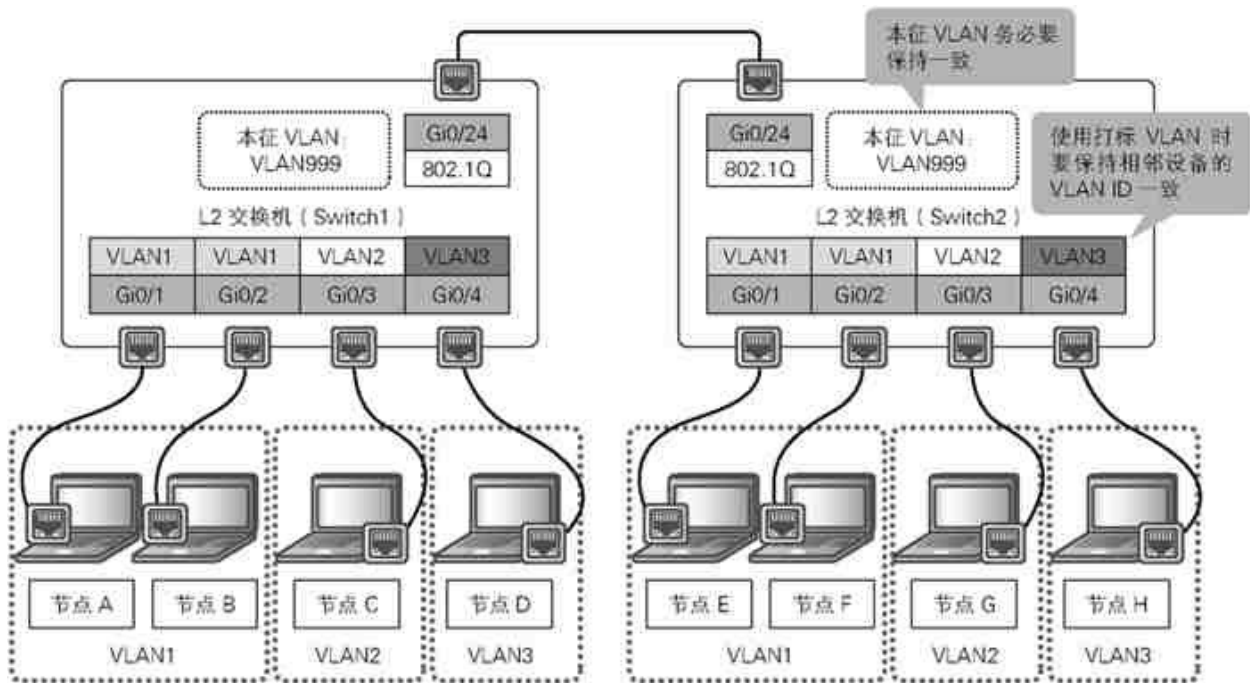 本征 VLAN 务必要
保持一致
本征 VLAN：
VLAN999
Gi0/24
802.1Q
Gi0/24
802.1Q
本征 VLAN：
VLAN999
使用打标 VLAN 时
要保持相邻设备的
VLAN ID 一致
L2 交换机（Switch1）
L2 交换机（Switch2）
VLAN1 VLAN1 VLAN2 VLAN3
Gi0/1 Gi0/2 Gi0/3 Gi0/4
VLAN1 VLAN1 VLAN2 VLAN3
Gi0/1 Gi0/2 Gi0/3 Gi0/4
节点 A 节点 B 节点 C 节点 D
VLAN1 VLAN2 VLAN3
节点 E 节点 F 节点 G 节点 H
VLAN1 VLAN2 VLAN3